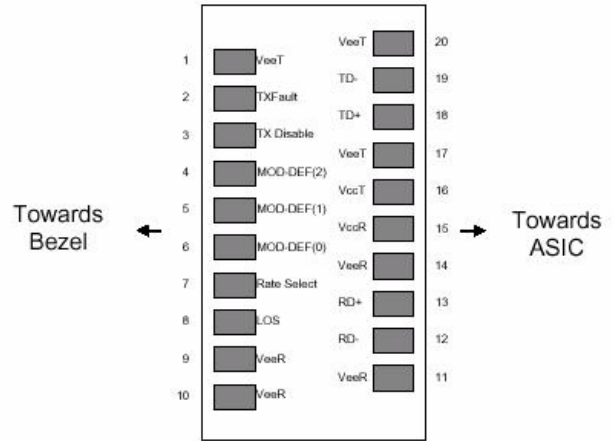 VeeT 20
1 VeeT
TD- 19
2 TXFault
TD+ 18
3 TX Disable
VeeT 17
4 MOD-DEF(2)
VccT 16
5 MOD-DEF(1)
Towards
Bezel
VccR 15
Towards
ASIC
6 MOD-DEF(0)
VeeR 14
7 Rate Select
RD+ 13
8 LOS
RD- 12
9 VeeR
VeeR 11
10 VeeR